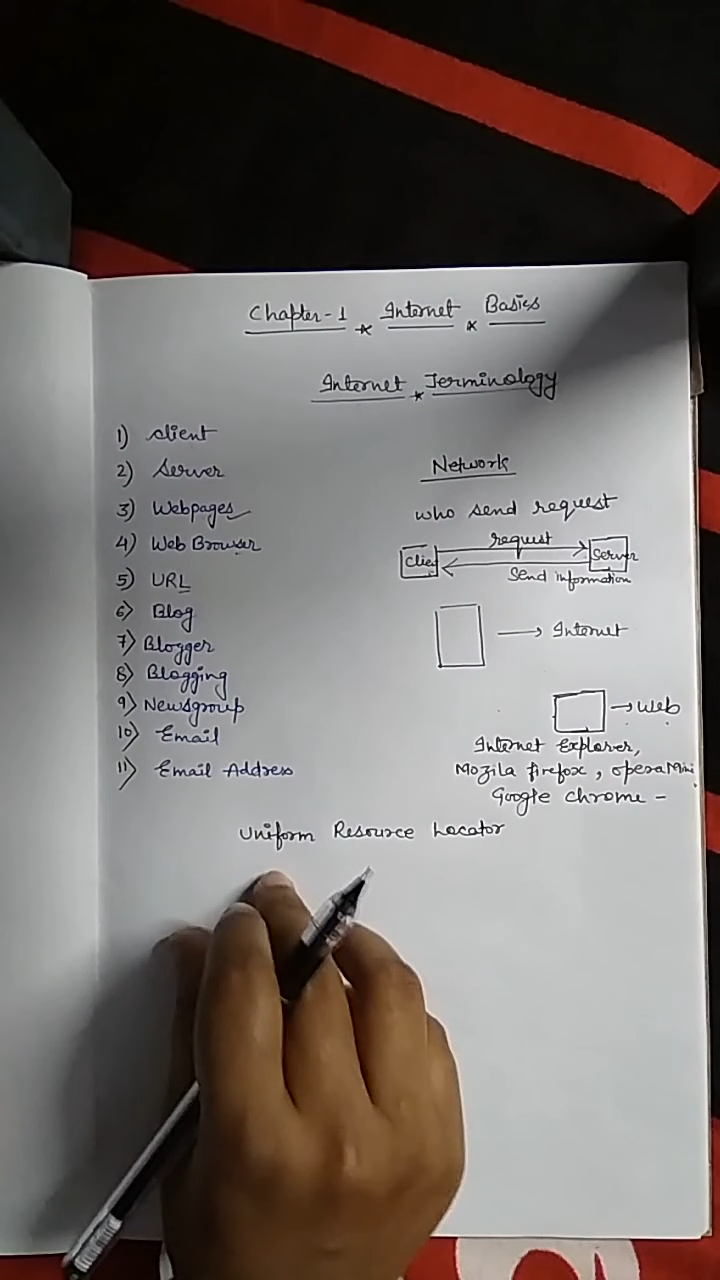 Chapter-1 * Internet * Basics
Internet * Terminology
1) Client
2) Server
3) Webpages
4) Web Browser
5) URL
6) Blog
7) Blogger
8) Blogging
9) Newsgroup
10) Email
11) Email Address
Network
who send request
request
Client
Server
Send information
→ Internet
→ Web
Internet Explorer,
Mozila firefox, opera Mini
Google chrome -
Uniform Resource Locator